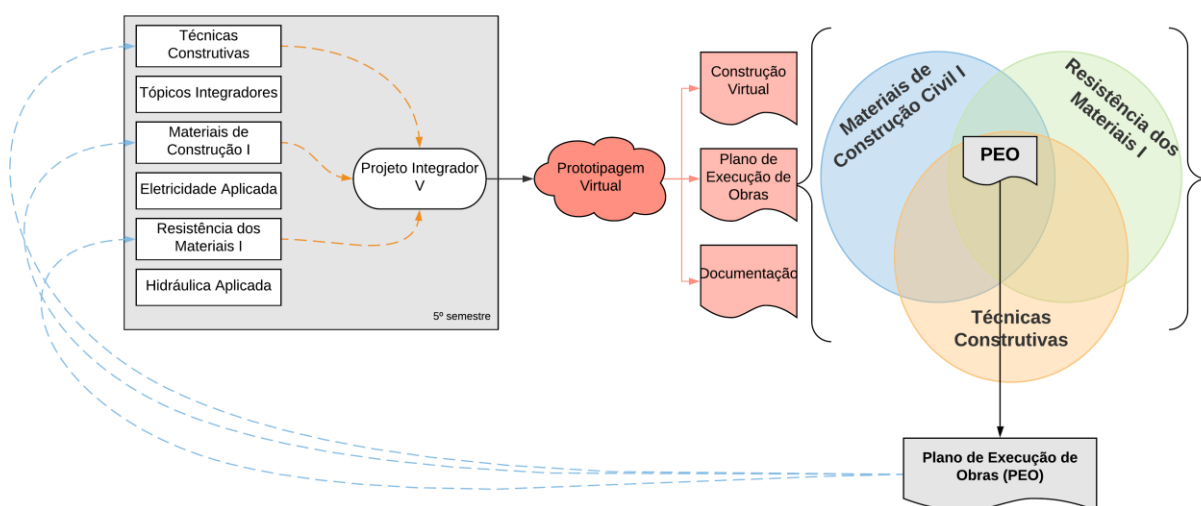 Técnicas
Construtivas
Tópicos Integradores
Materiais de
Construção I
Eletricidade Aplicada
Resistência dos
Materiais I
Hidráulica Aplicada
Projeto Integrador
V
5º semestre
Prototipagem
Virtual
Construção
Virtual
Plano de
Execução de
Obras
Documentação
Materiais de
Construção Civil I
Resistência dos
Materiais I
PEO
Técnicas
Construtivas
Plano de Execução de
Obras (PEO)